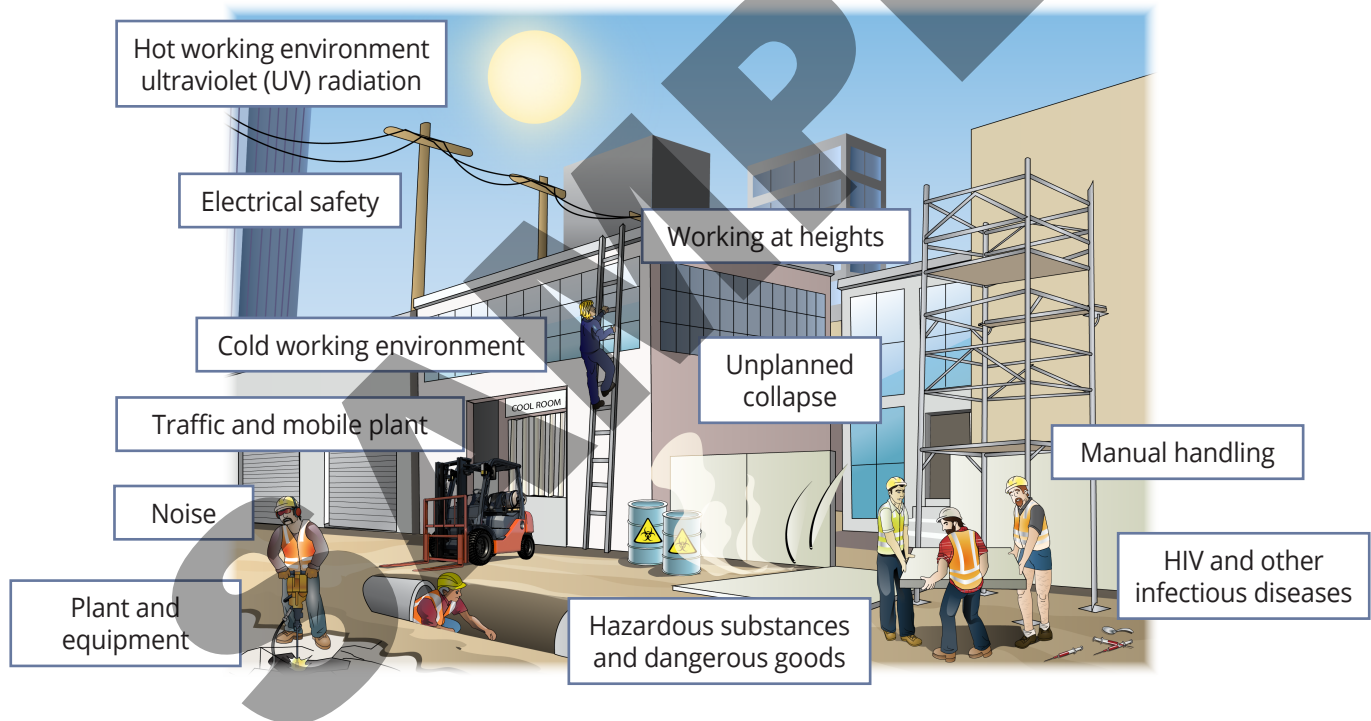 Hot working environment
ultraviolet (UV) radiation
Electrical safety
Working at heights
Cold working environment
Unplanned
collapse
COOL ROOM
Traffic and mobile plant
Manual handling
Noise
HIV and other
infectious diseases
Plant and
equipment
Hazardous substances
and dangerous goods
SAMPL